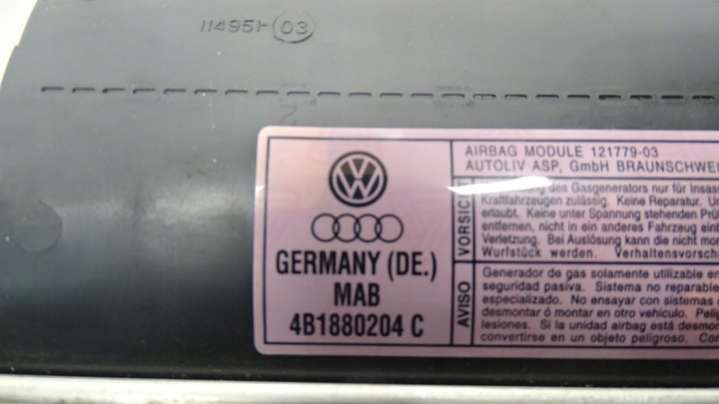 114951-03
AIRBAG MODULE 121779-03
AUTOLIV ASP, GmbH BRAUNSCHWE
GERMANY (DE.)
MAB
4B1880204 C
VORSICHT
des Gasgenerators nur für Insas
Kraftfahrzeugen zulässig. Keine Reparatur. Un
erlaubt. Keine unter Spannung stehenden Prü
entfernen, nicht in ein anderes Fahrzeug ein
Verletzung. Bei Auslösung kann die nicht mon
Wurfstück werden. Verhaltensvorsch
AVISO
Generador de gas solamente utilizable e
seguridad pasiva. Sistema no reparable
especializado. No ensayar con sistemas
desmontar ó montar en otro vehículo. Peli
lesiones. Si la unidad airbag está desmo
convertirse en un objeto peligroso. Con